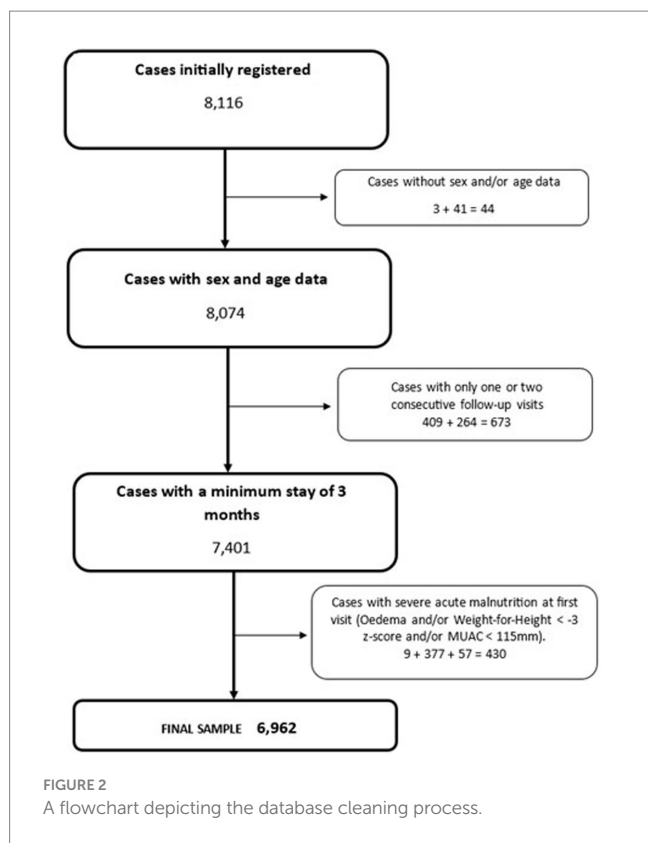 Cases initially registered
8,116
Cases without sex and/or age data
3 + 41 = 44
Cases with sex and age data
8,074
Cases with only one or two
consecutive follow-up visits
409 + 264 = 673
Cases with a minimum stay of 3
months
7,401
Cases with severe acute malnutrition at first
visit (Oedema and/or Weight-for-Height < -3
z-score and/or MUAC < 115mm).
9 + 377 + 57 = 430
FINAL SAMPLE 6,962
FIGURE 2
A flowchart depicting the database cleaning process.